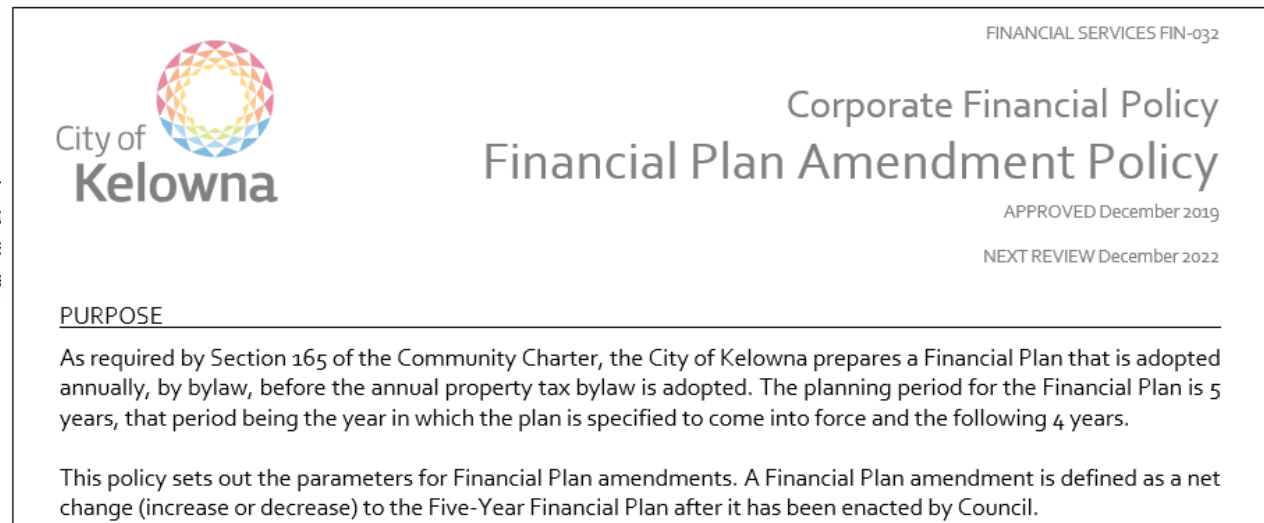 FINANCIAL SERVICES FIN-032
City of
Kelowna
Corporate Financial Policy
Financial Plan Amendment Policy
APPROVED December 2019
NEXT REVIEW December 2022
PURPOSE
As required by Section 165 of the Community Charter, the City of Kelowna prepares a Financial Plan that is adopted
annually, by bylaw, before the annual property tax bylaw is adopted. The planning period for the Financial Plan is 5
years, that period being the year in which the plan is specified to come into force and the following 4 years.
This policy sets out the parameters for Financial Plan amendments. A Financial Plan amendment is defined as a net
change (increase or decrease) to the Five-Year Financial Plan after it has been enacted by Council.